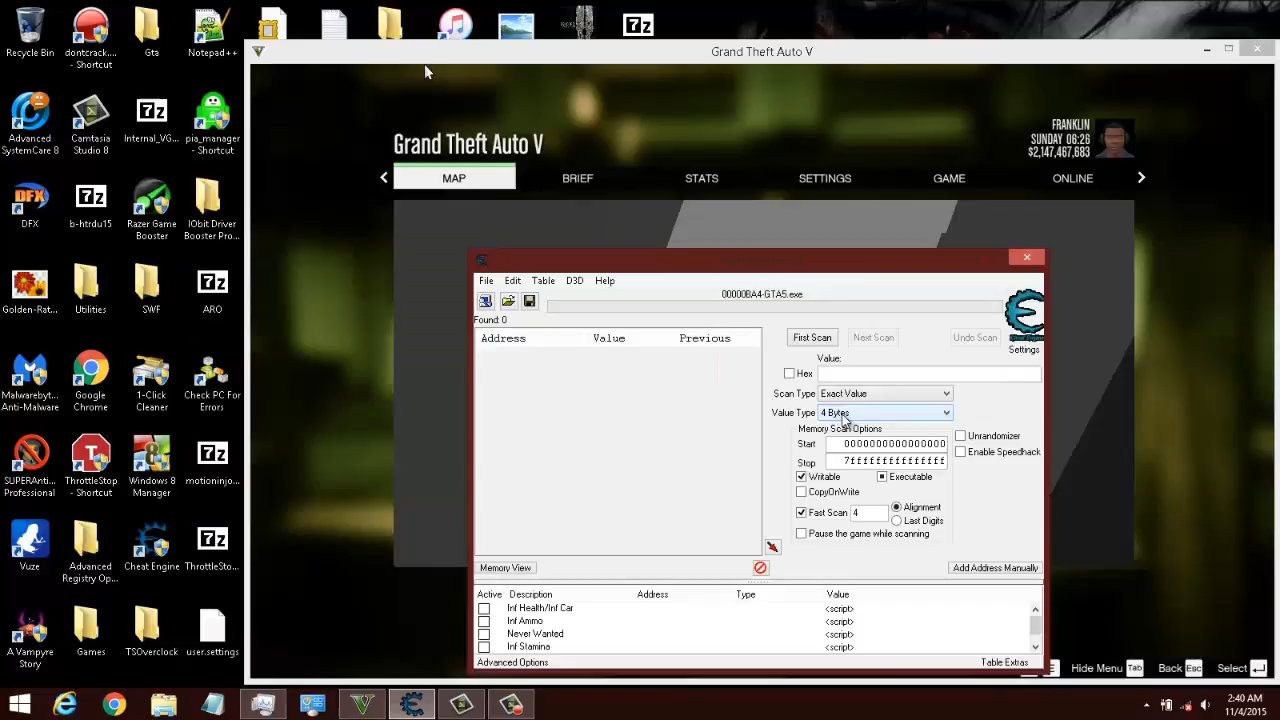 Recycle Bin
dontcrack....
- Shortcut
Gta
Notepad++
7z
Grand Theft Auto V
Advanced
SystemCare 8
Camtasia
Studio 8
7z
Internal_VG...
pia_manager
- Shortcut
DFX
DFX
7z
b-htrdu15
Razer Game
Booster
IObit Driver
Booster Pro...
Golden-Rat...
Utilities
SWF
7z
ARO
Malwarebyt...
Anti-Malware
Google
Chrome
1-Click
Cleaner
Check PC For
Errors
SUPERAnti...
Professional
ThrottleStop
- Shortcut
Windows 8
Manager
7z
motioninjo...
Vuze
Advanced
Registry Op...
Cheat Engine
7z
ThrottleSto...
A Vampyre
Story
Games
TSOverclock
user.settings
Grand Theft Auto V
FRANKLIN
SUNDAY 06:26
$2,147,467,683
MAP
BRIEF
STATS
SETTINGS
GAME
ONLINE
File Edit Table D3D Help
00000BA4-GTA5.exe
Found: 0
Address Value Previous
First Scan Next Scan Undo Scan
Settings
Value:
Hex
Scan Type Exact Value
Value Type 4 Bytes
Memory Scan Options
Start 0000000000000000
Stop 7fffffffffffffff
Writable Executable
CopyOnWrite
Fast Scan 4 Alignment
Last Digits
Pause the game while scanning
Unrandomizer
Enable Speedhack
Memory View
Add Address Manually
Active Description Address Type Value
Inf Health/Inf Car <script>
Inf Ammo <script>
Never Wanted <script>
Inf Stamina <script>
Advanced Options
Table Extras
Hide Menu Tab Back Esc Select
2:40 AM
11/4/2015